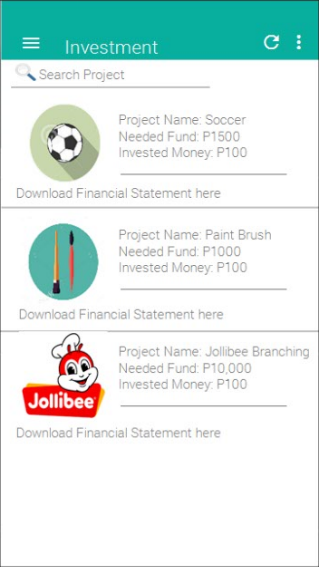 Investment
Search Project
Project Name: Soccer
Needed Fund: P1500
Invested Money: P100
Download Financial Statement here
Project Name: Paint Brush
Needed Fund: P1000
Invested Money: P100
Download Financial Statement here
Project Name: Jollibee Branching
Needed Fund: P10,000
Invested Money: P100
Jollibee
Download Financial Statement here